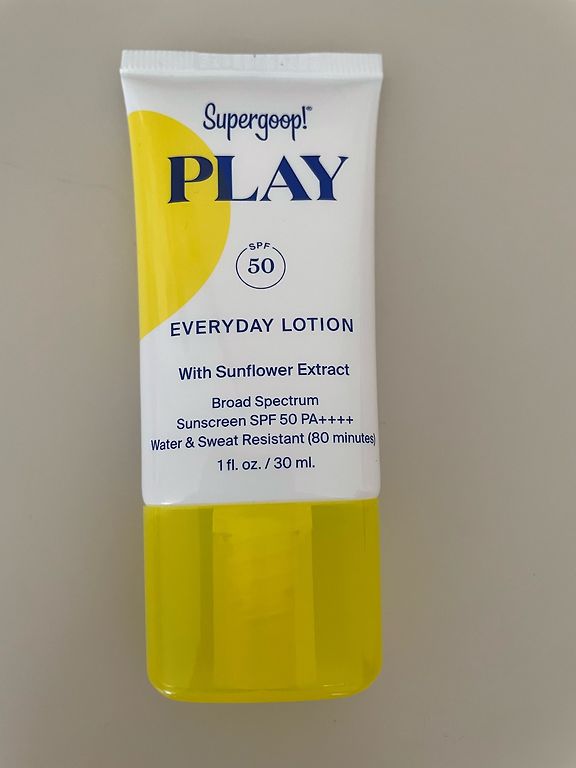 Supergoop!®
PLAY
SPF
50
EVERYDAY LOTION
With Sunflower Extract
Broad Spectrum
Sunscreen SPF 50 PA++++
Water & Sweat Resistant (80 minutes)
1 fl. oz. / 30 ml.